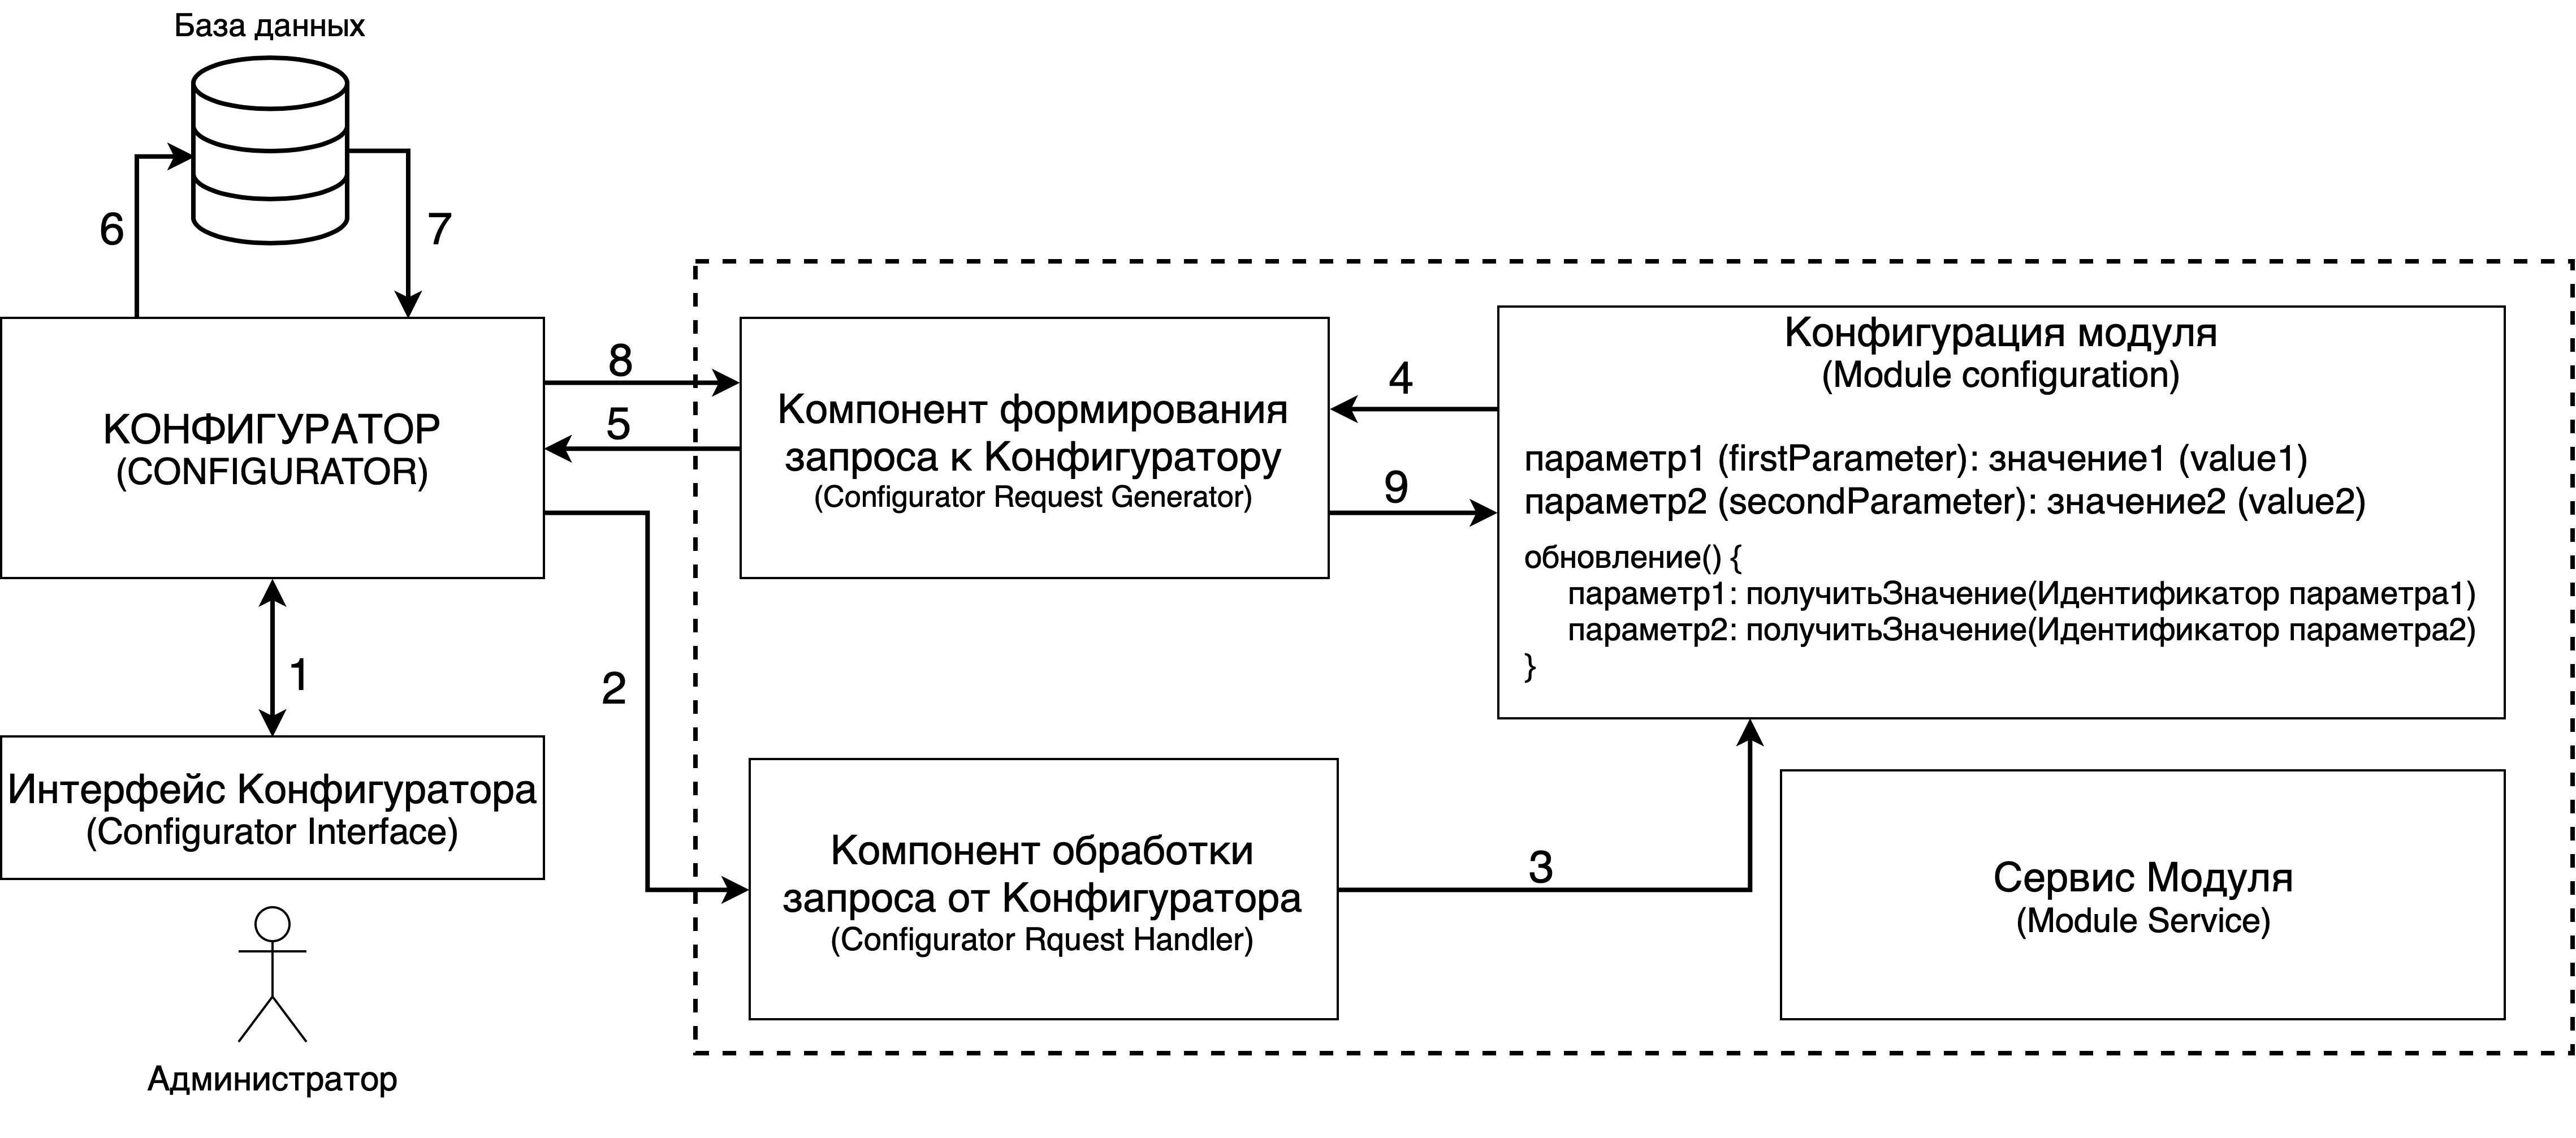 База данных
6
7
КОНФИГУРАТОР
(CONFIGURATOR)
8
5
Компонент формирования
запроса к Конфигуратору
(Configurator Request Generator)
4
9
Конфигурация модуля
(Module configuration)
параметр1 (firstParameter): значение1 (value1)
параметр2 (secondParameter): значение2 (value2)
обновление() {
параметр1: получитьЗначение(Идентификатор параметра1)
параметр2: получитьЗначение(Идентификатор параметра2)
}
1
2
Интерфейс Конфигуратора
(Configurator Interface)
Компонент обработки
запроса от Конфигуратора
(Configurator Rquest Handler)
3
Сервис Модуля
(Module Service)
Администратор